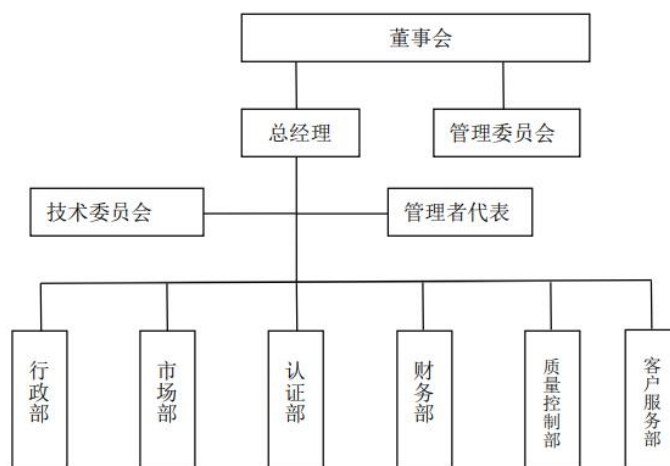 董事会
总经理
管理委员会
技术委员会
管理者代表
行政部
市场部
认证部
财务部
质量控制部
客户服务部